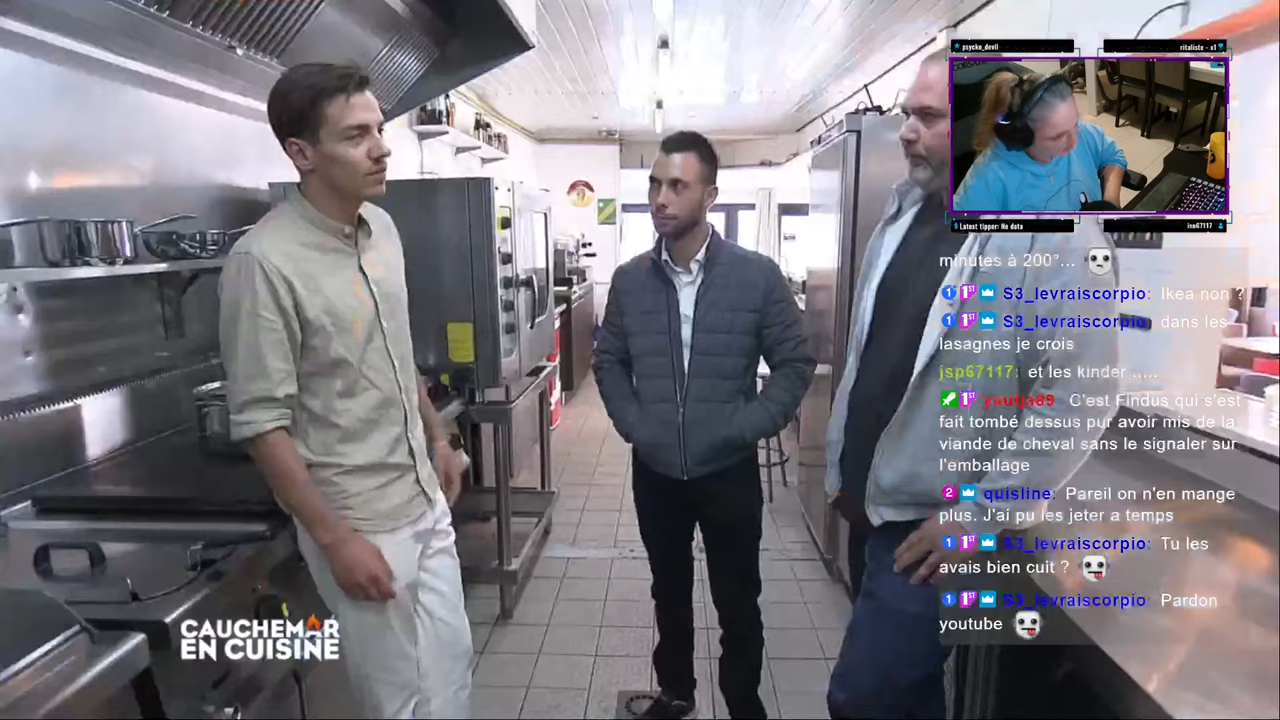 psycko_devil
ritaliste - x1
Latest tipper: No data
jsp67117
minutes à 200°...
S3_levraiscorpio: Ikea non ?
S3_levraiscorpio: dans les
lasagnes je crois
jsp67117: et les kinder .....
yautja89 C'est Findus qui s'est
fait tombé dessus pur avoir mis de la
viande de cheval sans le signaler sur
l'emballage
quisline: Pareil on n'en mange
plus. J'ai pu les jeter a temps
S3_levraiscorpio: Tu les
avais bien cuit ?
S3_levraiscorpio: Pardon
youtube
CAUCHEMAR
EN CUISINE